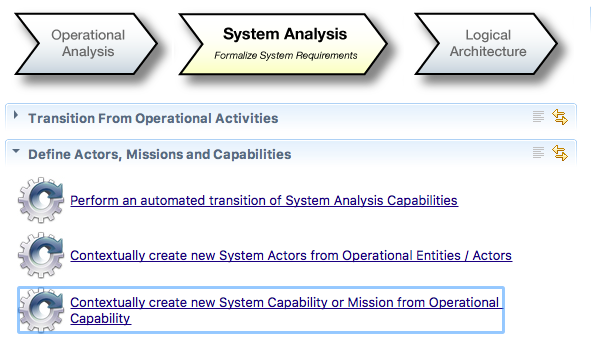 Operational
Analysis
System Analysis
Formalize System Requirements
Logical
Architecture
Transition From Operational Activities
Define Actors, Missions and Capabilities
Perform an automated transition of System Analysis Capabilities
Contextually create new System Actors from Operational Entities / Actors
Contextually create new System Capability or Mission from Operational
Capability